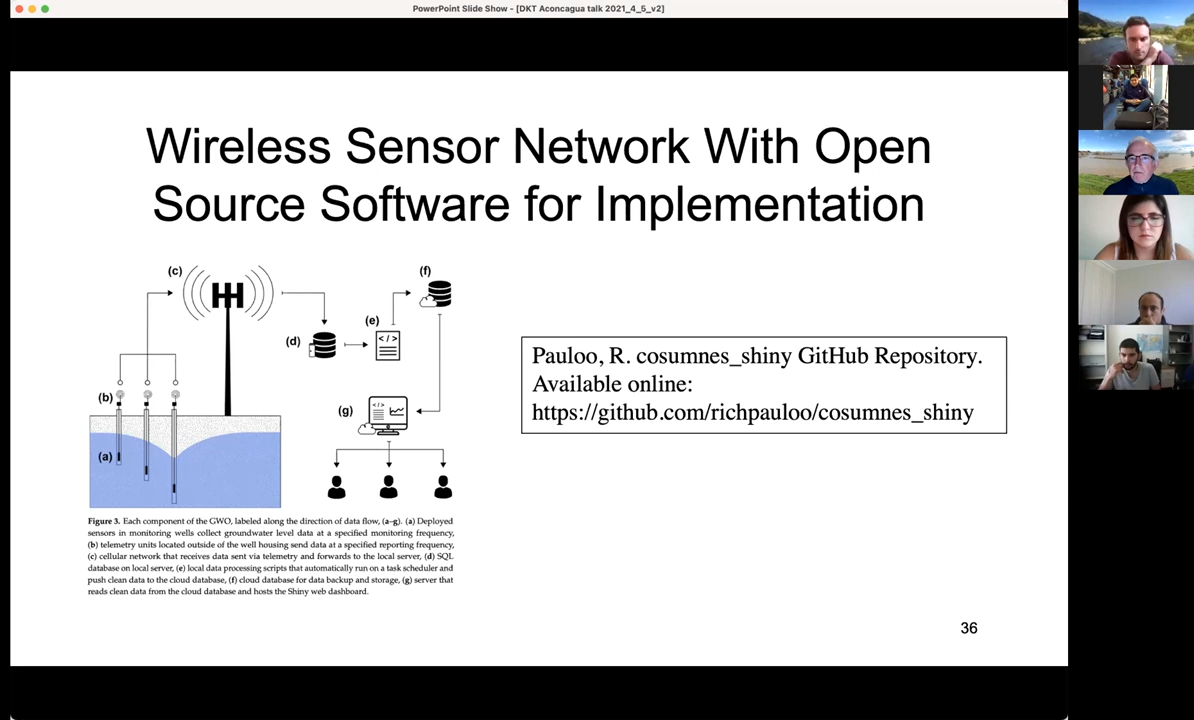 PowerPoint Slide Show - [DKT Aconcagua talk 2021_4_5_v2]
Wireless Sensor Network With Open
Source Software for Implementation
(c)
(f)
(e)
(d)
(b)
(g)
(a)
Pauloo, R. cosumnes_shiny GitHub Repository.
Available online:
https://github.com/richpauloo/cosumnes_shiny
Figure 3. Each component of the GWO, labeled along the direction of data flow, (a–g). (a) Deployed
sensors in monitoring wells collect groundwater level data at a specified monitoring frequency,
(b) telemetry units located outside of the well housing send data at a specified reporting frequency,
(c) cellular network that receives data sent via telemetry and forwards to the local server, (d) SQL
database on local server, (e) local data processing scripts that automatically run on a task scheduler and
push clean data to the cloud database, (f) cloud database for data backup and storage, (g) server that
reads clean data from the cloud database and hosts the Shiny web dashboard.
36